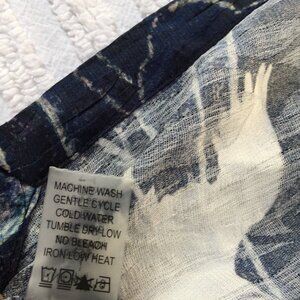 MACHINE WASH
GENTLE CYCLE
COLD WATER
TUMBLE DRY LOW
NO BLEACH
IRON LOW HEAT